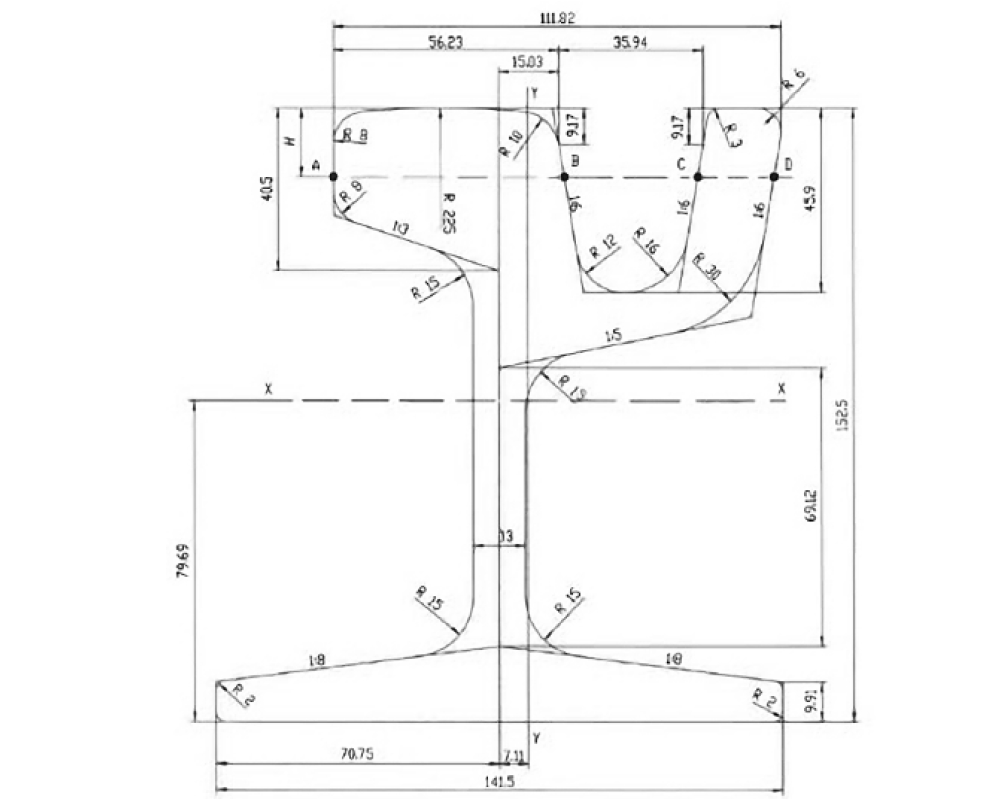 111.82
56.23
35.94
15.03
R 6
Y
H
R 8
R 10
9.17
9.17
R 3
A
B
C
D
40.5
R 8
R 225
1:6
1:6
1:6
45.9
1:3
R 12
R 16
R 30
R 15
1:5
R 15
X
X
152.5
69.12
13
79.69
R 15
R 15
1:8
1:8
R 2
R 2
9.91
Y
70.75
7.11
141.5